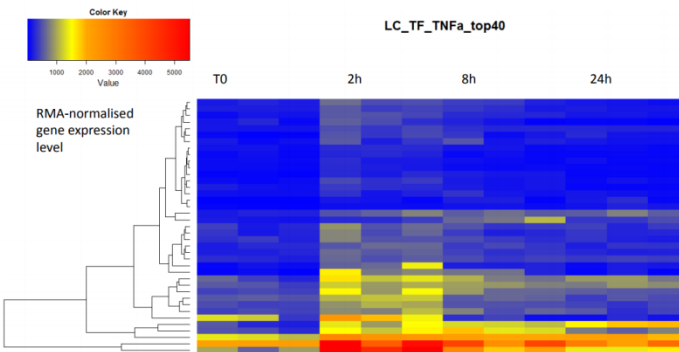 Color Key
1000 2000 3000 4000 5000
Value
LC_TF_TNFa_top40
T0 2h 8h 24h
RMA-normalised
gene expression
level